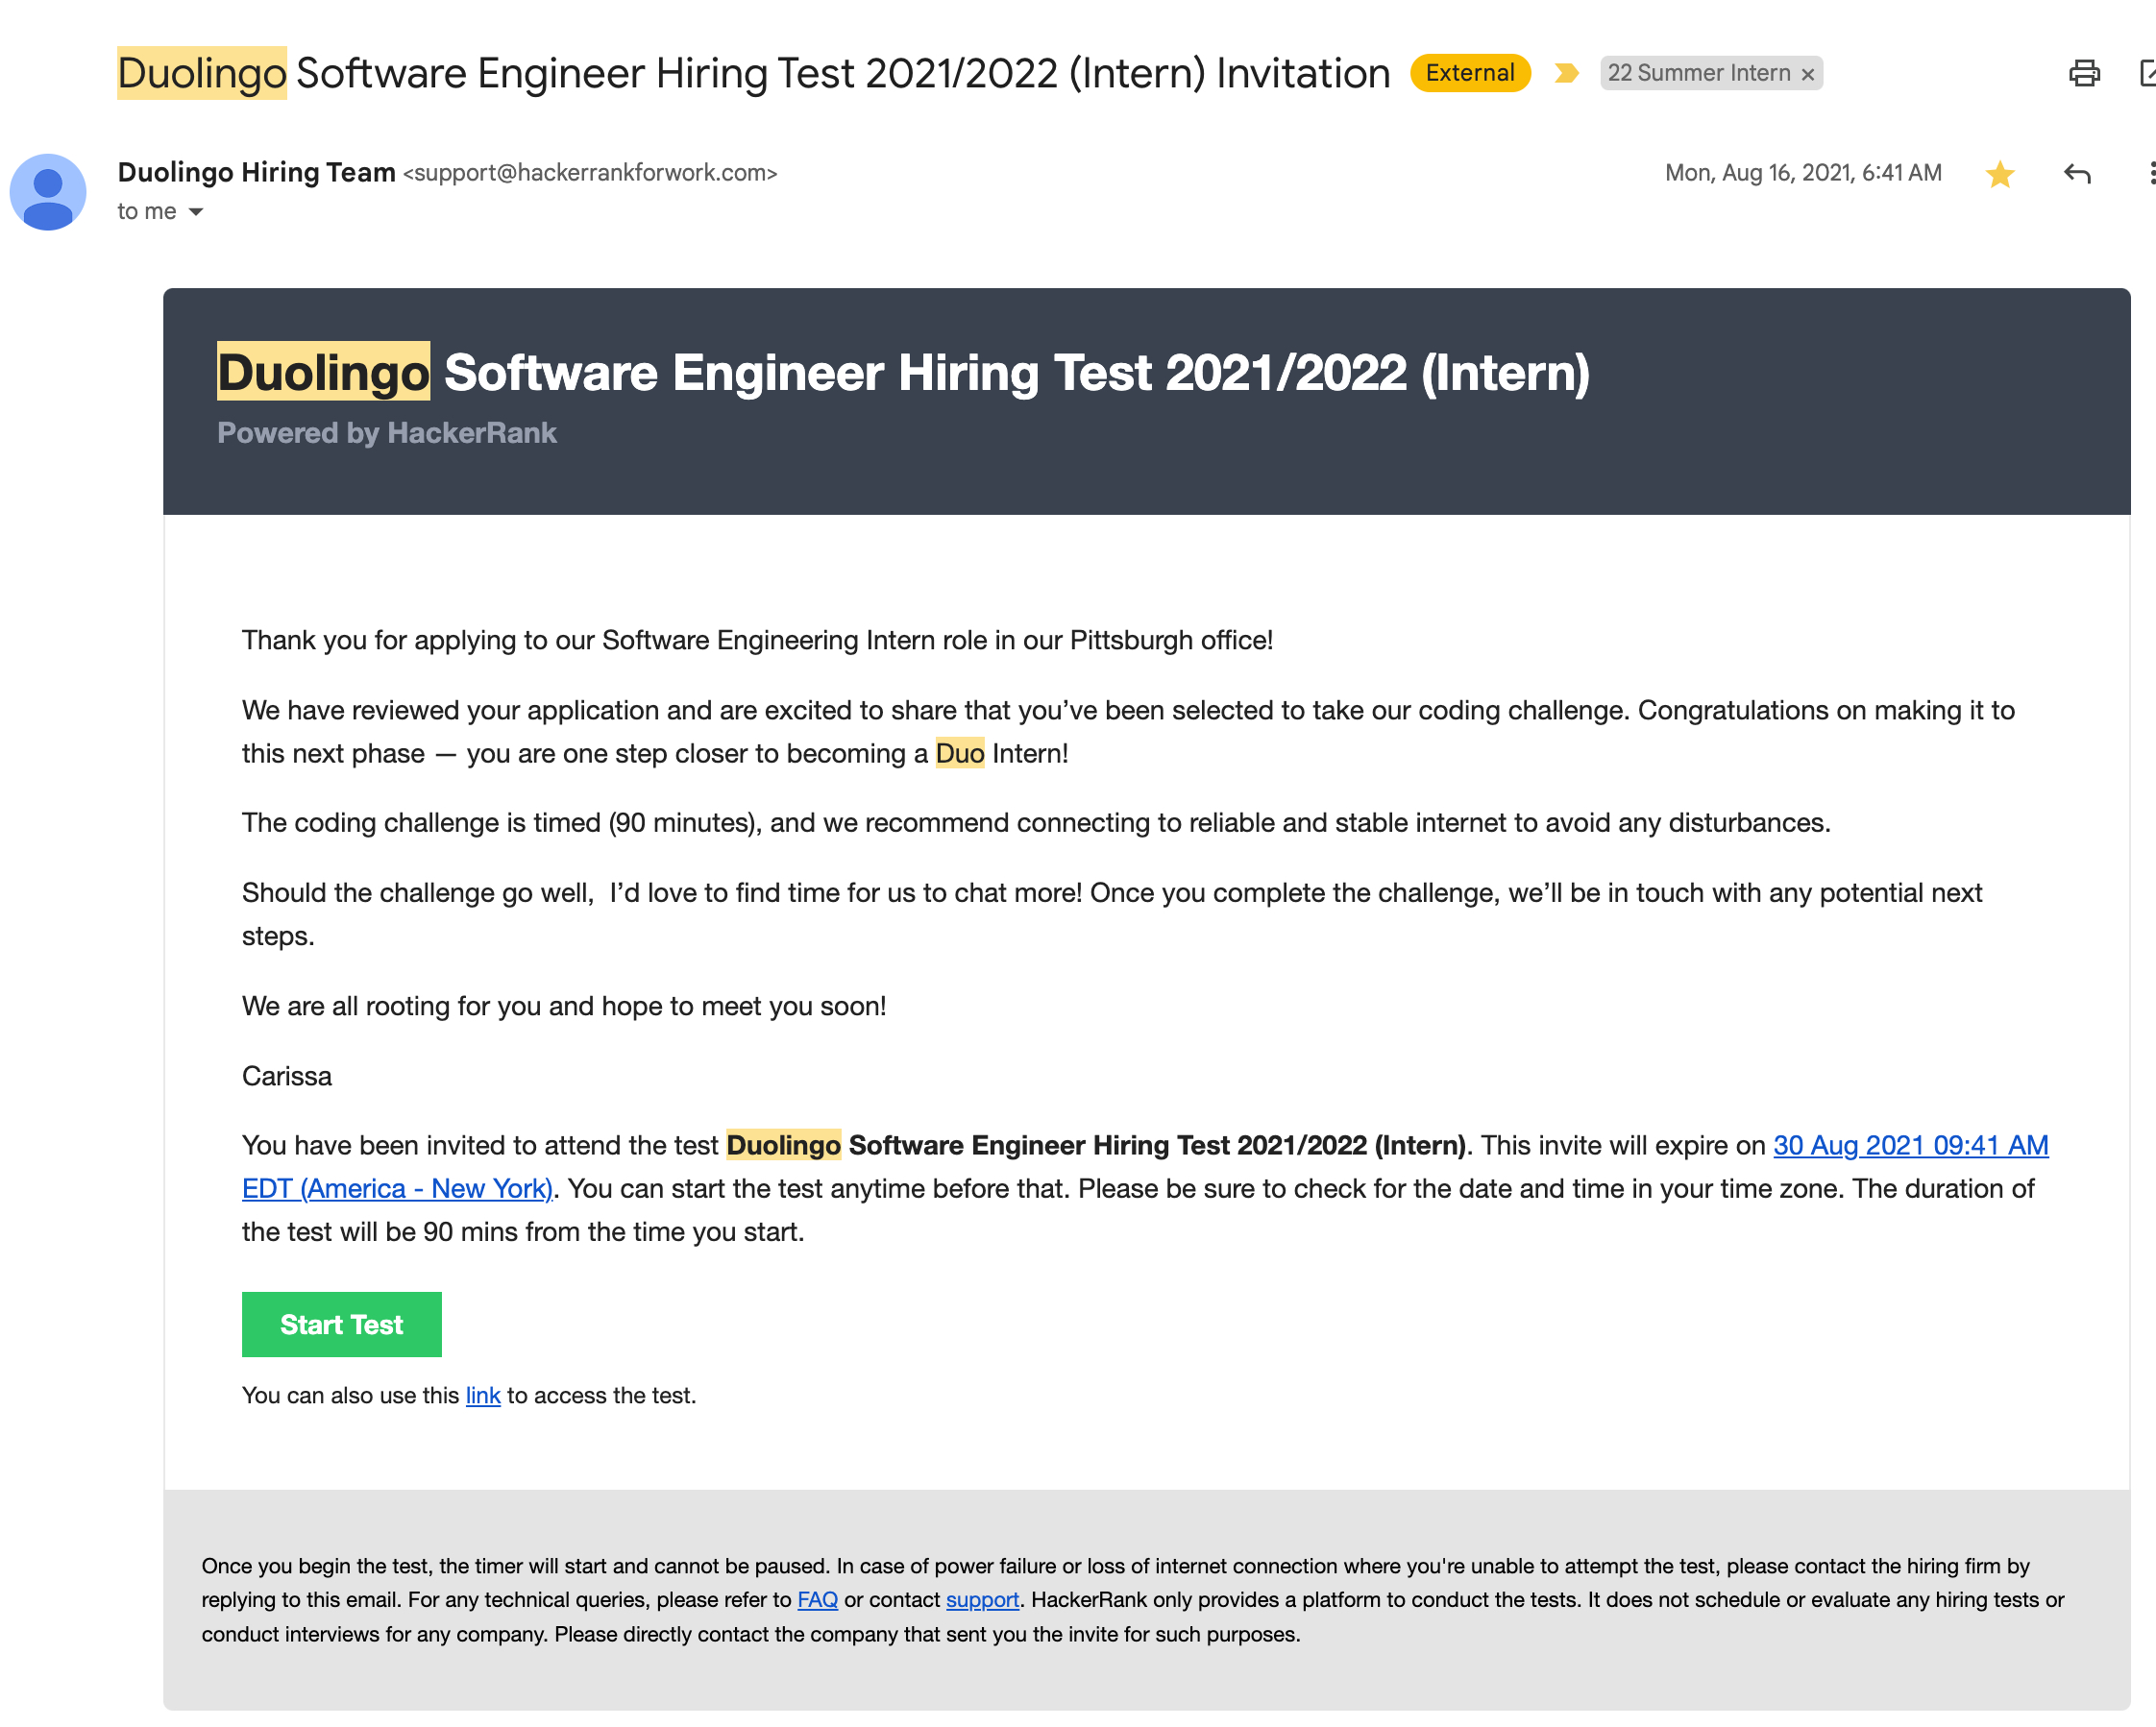 Duolingo Software Engineer Hiring Test 2021/2022 (Intern) Invitation External 22 Summer Intern ×
Duolingo Hiring Team <support@hackerrankforwork.com> Mon, Aug 16, 2021, 6:41 AM
to me
Duolingo Software Engineer Hiring Test 2021/2022 (Intern)
Powered by HackerRank
Thank you for applying to our Software Engineering Intern role in our Pittsburgh office!
We have reviewed your application and are excited to share that you’ve been selected to take our coding challenge. Congratulations on making it to
this next phase — you are one step closer to becoming a Duo Intern!
The coding challenge is timed (90 minutes), and we recommend connecting to reliable and stable internet to avoid any disturbances.
Should the challenge go well,  I’d love to find time for us to chat more! Once you complete the challenge, we’ll be in touch with any potential next
steps.
We are all rooting for you and hope to meet you soon!
Carissa
You have been invited to attend the test Duolingo Software Engineer Hiring Test 2021/2022 (Intern). This invite will expire on 30 Aug 2021 09:41 AM
EDT (America - New York). You can start the test anytime before that. Please be sure to check for the date and time in your time zone. The duration of
the test will be 90 mins from the time you start.
Start Test
You can also use this link to access the test.
Once you begin the test, the timer will start and cannot be paused. In case of power failure or loss of internet connection where you're unable to attempt the test, please contact the hiring firm by
replying to this email. For any technical queries, please refer to FAQ or contact support. HackerRank only provides a platform to conduct the tests. It does not schedule or evaluate any hiring tests or
conduct interviews for any company. Please directly contact the company that sent you the invite for such purposes.